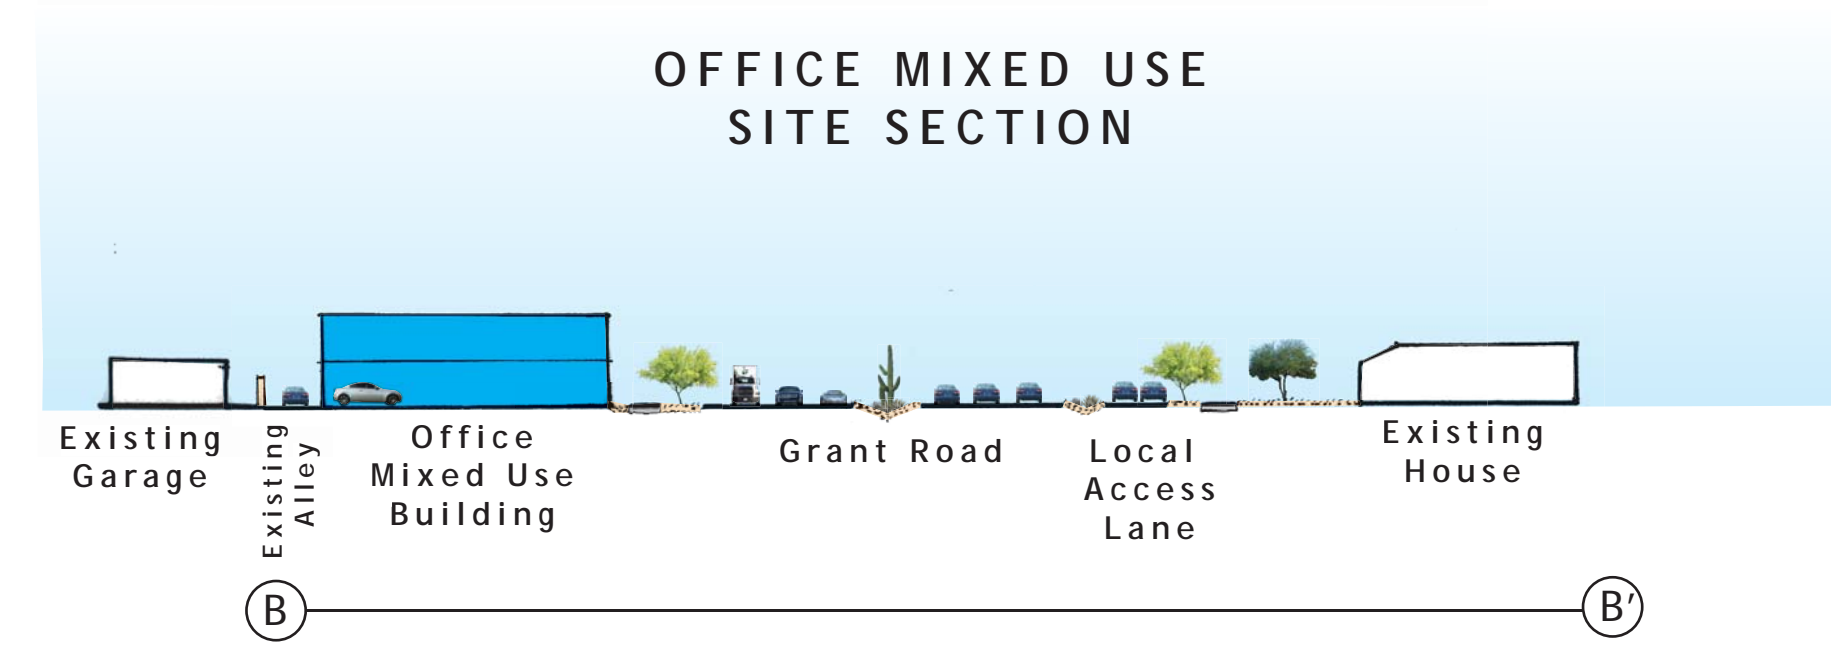 OFFICE MIXED USE
SITE SECTION
Existing
Garage
Existing
Alley
Office
Mixed Use
Building
Grant Road
Local
Access
Lane
Existing
House
B
B'